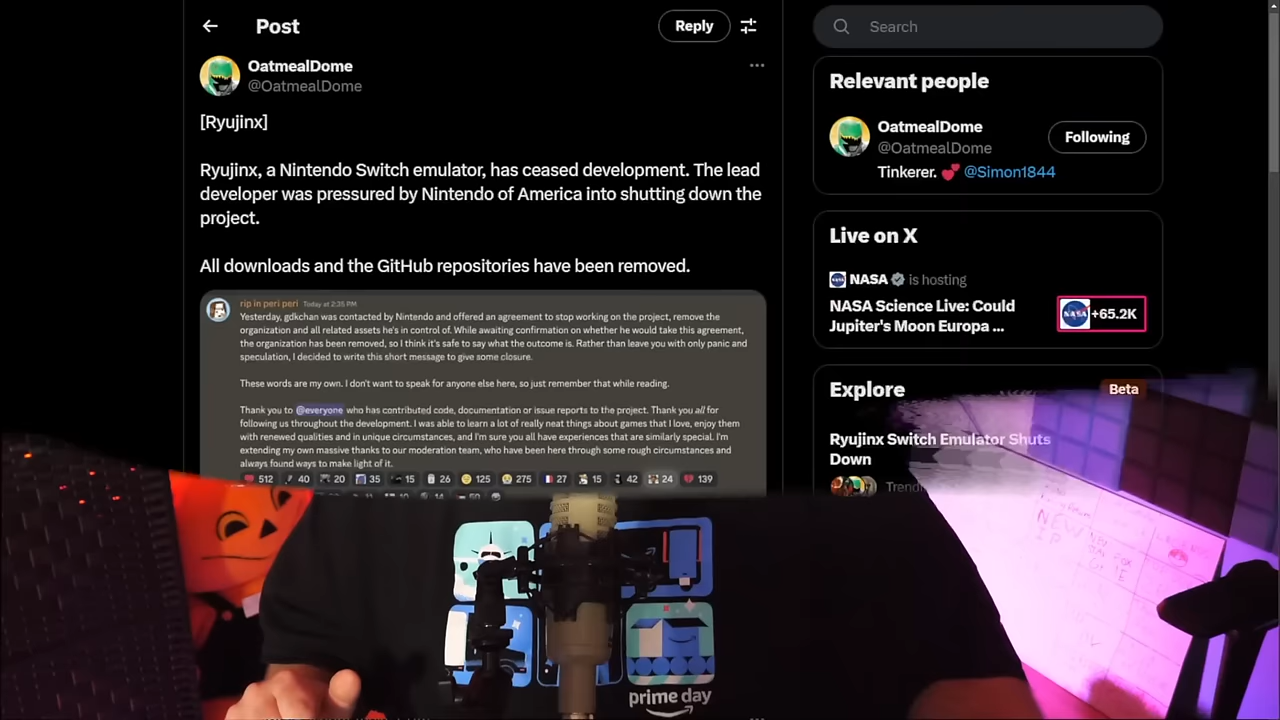 Post
Reply
OatmealDome
@OatmealDome
[Ryujinx]
Ryujinx, a Nintendo Switch emulator, has ceased development. The lead
developer was pressured by Nintendo of America into shutting down the
project.
All downloads and the GitHub repositories have been removed.
rip in peri peri Today at 2:35 PM
Yesterday, gdkchan was contacted by Nintendo and offered an agreement to stop working on the project, remove the
organization and all related assets he's in control of. While awaiting confirmation on whether he would take this agreement,
the organization has been removed, so I think it's safe to say what the outcome is. Rather than leave you with only panic and
speculation, I decided to write this short message to give some closure.
These words are my own. I don't want to speak for anyone else here, so just remember that while reading.
Thank you to @everyone who has contributed code, documentation or issue reports to the project. Thank you all for
following us throughout the development. I was able to learn a lot of really neat things about games that I love, enjoy them
with renewed qualities and in unique circumstances, and I'm sure you all have experiences that are similarly special. I'm
extending my own massive thanks to our moderation team, who have been here through some rough circumstances and
always found ways to make light of it.
512 40 20 35 15 26 125 275 27 15 42 24 139
Search
Relevant people
OatmealDome
@OatmealDome
Following
Tinkerer. 💕 @Simon1844
Live on X
NASA is hosting
NASA Science Live: Could
Jupiter's Moon Europa ...
NASA
+65.2K
Explore
Beta
Ryujinx Switch Emulator Shuts
Down
NEW
IP
prime day